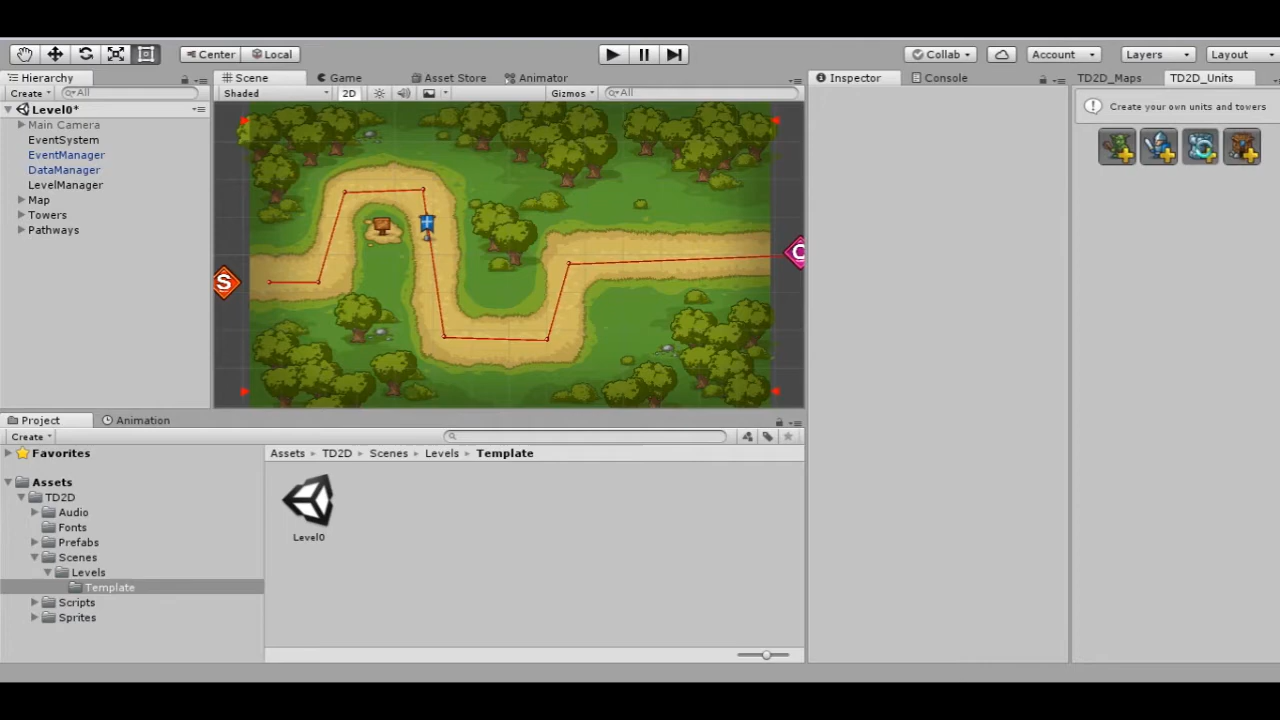 Center Local Collab Account Layers Layout
Hierarchy Scene Game Asset Store Animator Inspector Console TD2D_Maps TD2D_Units
Create All Shaded 2D Gizmos All
Level0* Create your own units and towers
Main Camera
EventSystem
EventManager
DataManager
LevelManager
Map
Towers
Pathways
S
C
Project Animation
Create
Favorites Assets TD2D Scenes Levels Template
Assets
TD2D
Audio
Fonts
Level0
Prefabs
Scenes
Levels
Template
Scripts
Sprites